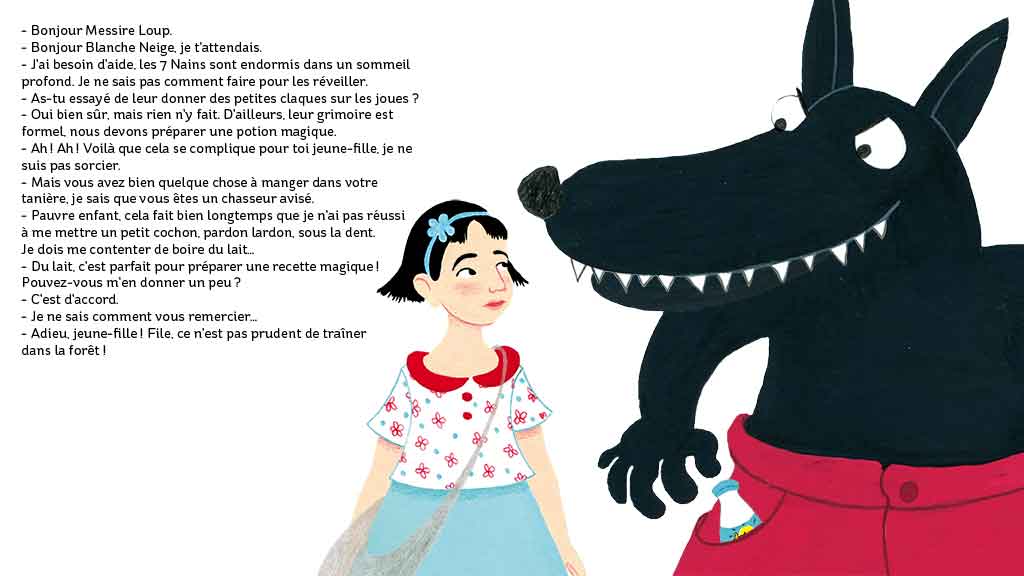 - Bonjour Messire Loup.
- Bonjour Blanche Neige, je t'attendais.
- J'ai besoin d'aide, les 7 Nains sont endormis dans un sommeil
profond. Je ne sais pas comment faire pour les réveiller.
- As-tu essayé de leur donner des petites claques sur les joues ?
- Oui bien sûr, mais rien n'y fait. D'ailleurs, leur grimoire est
formel, nous devons préparer une potion magique.
- Ah ! Ah ! Voilà que cela se complique pour toi jeune-fille, je ne
suis pas sorcier.
- Mais vous avez bien quelque chose à manger dans votre
tanière, je sais que vous êtes un chasseur avisé.
- Pauvre enfant, cela fait bien longtemps que je n'ai pas réussi
à me mettre un petit cochon, pardon lardon, sous la dent.
Je dois me contenter de boire du lait...
- Du lait, c'est parfait pour préparer une recette magique !
Pouvez-vous m'en donner un peu ?
- C'est d'accord.
- Je ne sais comment vous remercier...
- Adieu, jeune-fille ! File, ce n'est pas prudent de traîner
dans la forêt !